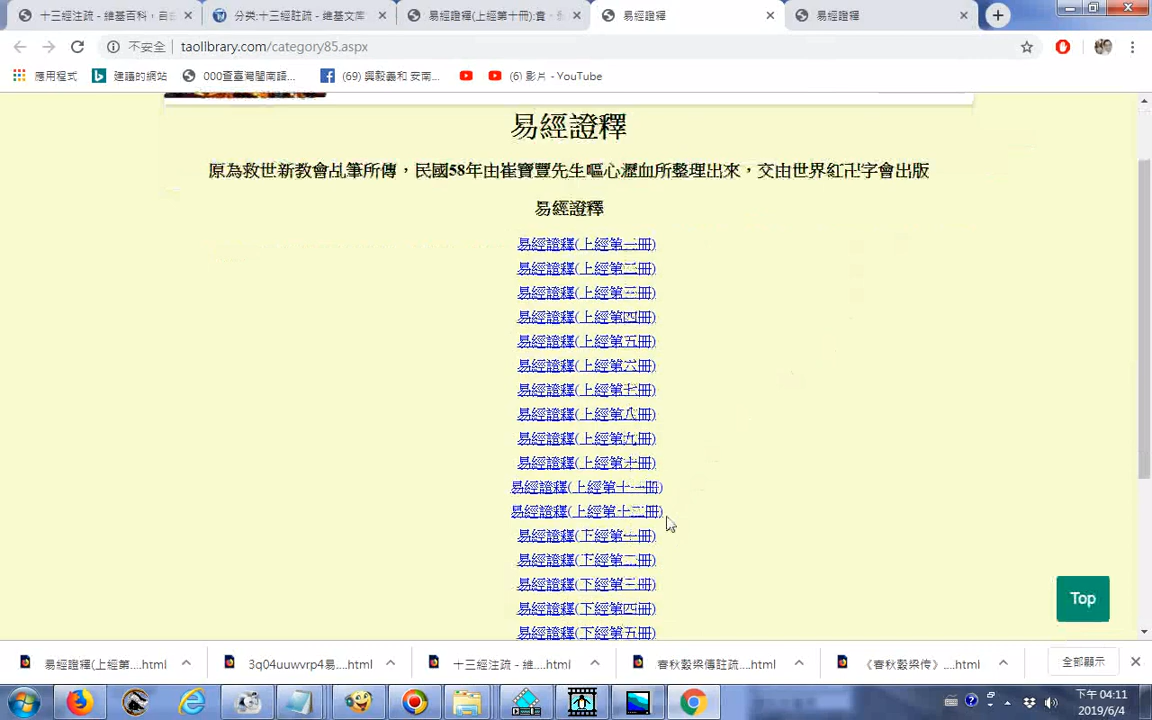 十三經注疏 - 維基百科，自由
分类:十三經註疏 - 維基文库
易經證釋(上經第十冊):賁、
易經證釋
易經證釋
不安全
taollbrary.com/category85.aspx
應用程式
建議的網站
000查臺灣閩南語...
(69) 吳毅義和 安南...
(6) 影片 - YouTube
易經證釋
原為救世新教會乩筆所傳，民國58年由崔寶豐先生嘔心瀝血所整理出來，交由世界紅卍字會出版
易經證釋
易經證釋(上經第一冊)
易經證釋(上經第二冊)
易經證釋(上經第三冊)
易經證釋(上經第四冊)
易經證釋(上經第五冊)
易經證釋(上經第六冊)
易經證釋(上經第七冊)
易經證釋(上經第八冊)
易經證釋(上經第九冊)
易經證釋(上經第十冊)
易經證釋(上經第十一冊)
易經證釋(上經第十二冊)
易經證釋(下經第一冊)
易經證釋(下經第二冊)
易經證釋(下經第三冊)
易經證釋(下經第四冊)
易經證釋(下經第五冊)
Top
易經證釋(上經第....html
3q04uuwvrp4易....html
十三經注疏 - 維....html
春秋穀梁傳註疏....html
《春秋穀梁传》....html
全部顯示
下午 04:11
2019/6/4